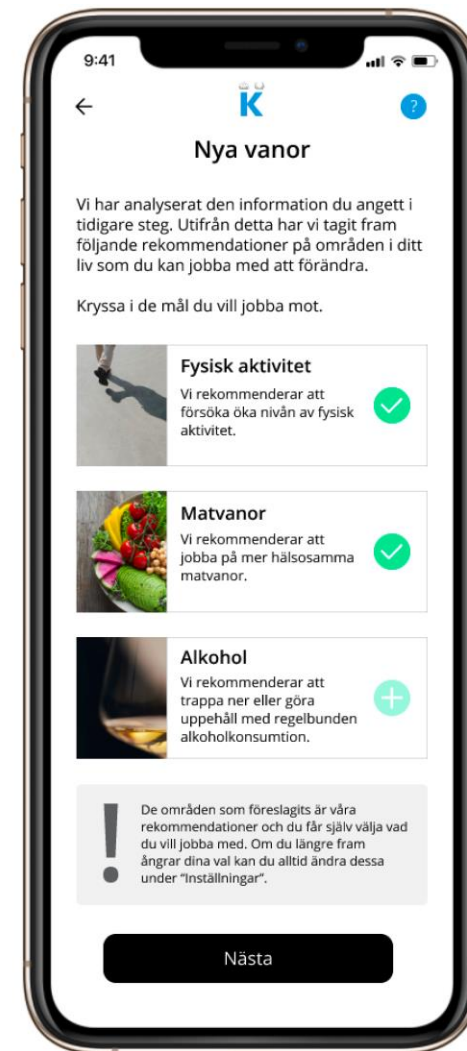 9:41
K
?
Nya vanor
Vi har analyserat den information du angett i
tidigare steg. Utifrån detta har vi tagit fram
följande rekommendationer på områden i ditt
liv som du kan jobba med att förändra.
Kryssa i de mål du vill jobba mot.
Fysisk aktivitet
Vi rekommenderar att
försöka öka nivån av fysisk
aktivitet.
Matvanor
Vi rekommenderar att
jobba på mer hälsosamma
matvanor.
Alkohol
Vi rekommenderar att
trappa ner eller göra
uppehåll med regelbunden
alkoholkonsumtion.
!
De områden som föreslagits är våra
rekommendationer och du får själv välja vad
du vill jobba med. Om du längre fram
ångrar dina val kan du alltid ändra dessa
under “Inställningar”.
Nästa